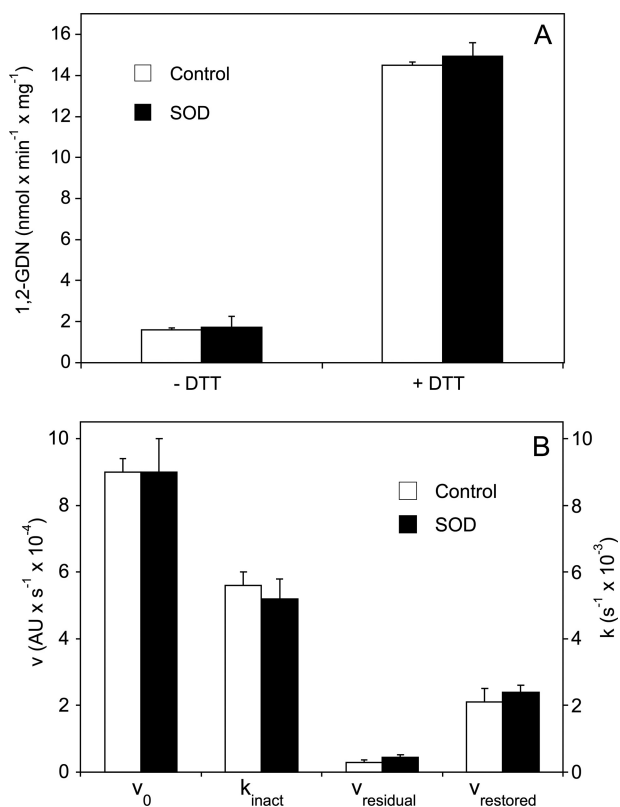 A
1,2-GDN (nmol x min⁻¹ x mg⁻¹)
16
14
12
10
8
6
4
2
0
Control
SOD
- DTT
+ DTT
B
v (AU x s⁻¹ x 10⁻⁴)
10
8
6
4
2
0
Control
SOD
10
8
6
4
2
0
k (s⁻¹ x 10⁻³)
v₀
k_inact
v_residual
v_restored